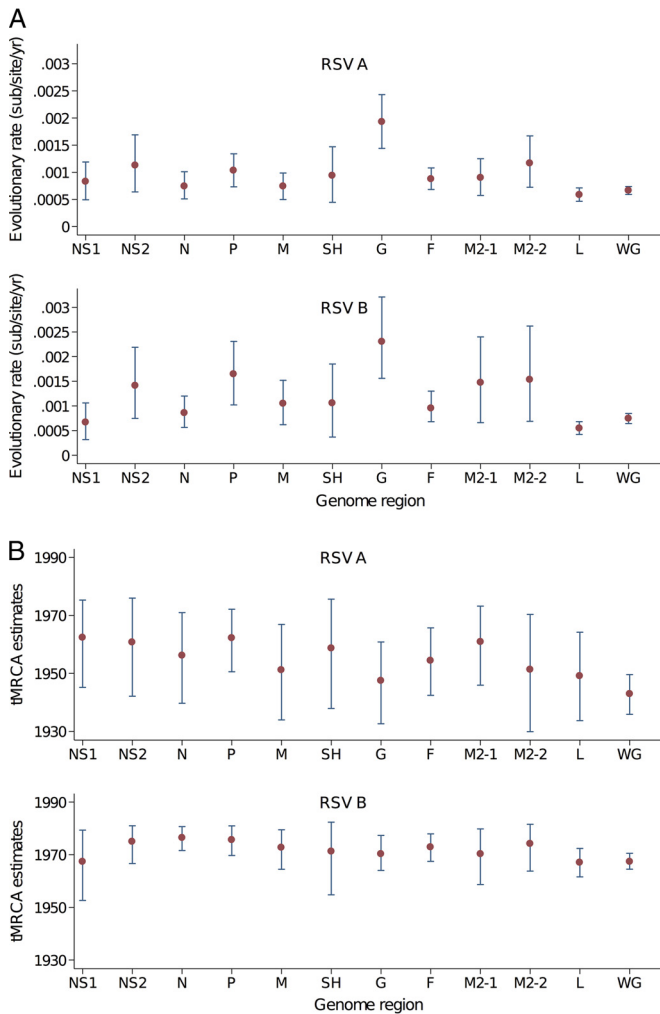 A
RSV A
Evolutionary rate (sub/site/yr)
.003
.0025
.002
.0015
.001
.0005
0
NS1 NS2 N P M SH G F M2-1 M2-2 L WG
RSV B
Evolutionary rate (sub/site/yr)
.003
.0025
.002
.0015
.001
.0005
0
NS1 NS2 N P M SH G F M2-1 M2-2 L WG
Genome region
B
RSV A
tMRCA estimates
1990
1970
1950
1930
NS1 NS2 N P M SH G F M2-1 M2-2 L WG
RSV B
tMRCA estimates
1990
1970
1950
1930
NS1 NS2 N P M SH G F M2-1 M2-2 L WG
Genome region